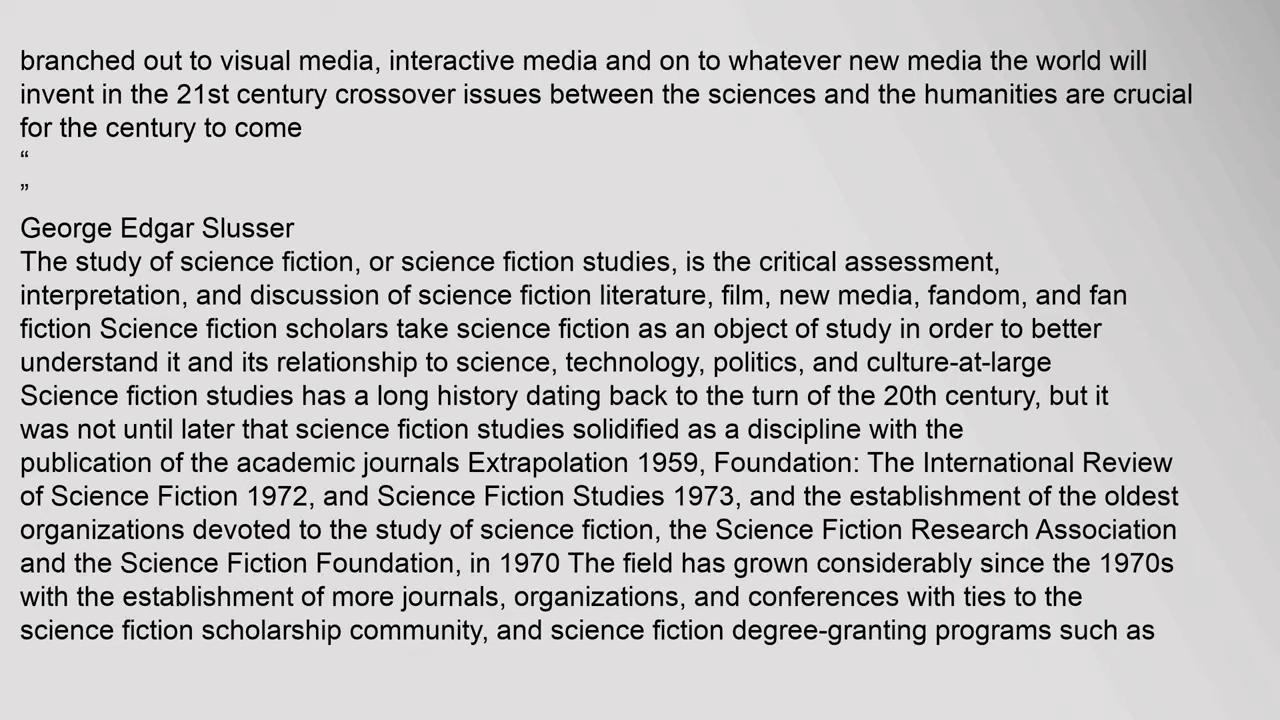 branched out to visual media, interactive media and on to whatever new media the world will
invent in the 21st century crossover issues between the sciences and the humanities are crucial
for the century to come
“
”
George Edgar Slusser
The study of science fiction, or science fiction studies, is the critical assessment,
interpretation, and discussion of science fiction literature, film, new media, fandom, and fan
fiction Science fiction scholars take science fiction as an object of study in order to better
understand it and its relationship to science, technology, politics, and culture-at-large
Science fiction studies has a long history dating back to the turn of the 20th century, but it
was not until later that science fiction studies solidified as a discipline with the
publication of the academic journals Extrapolation 1959, Foundation: The International Review
of Science Fiction 1972, and Science Fiction Studies 1973, and the establishment of the oldest
organizations devoted to the study of science fiction, the Science Fiction Research Association
and the Science Fiction Foundation, in 1970 The field has grown considerably since the 1970s
with the establishment of more journals, organizations, and conferences with ties to the
science fiction scholarship community, and science fiction degree-granting programs such as